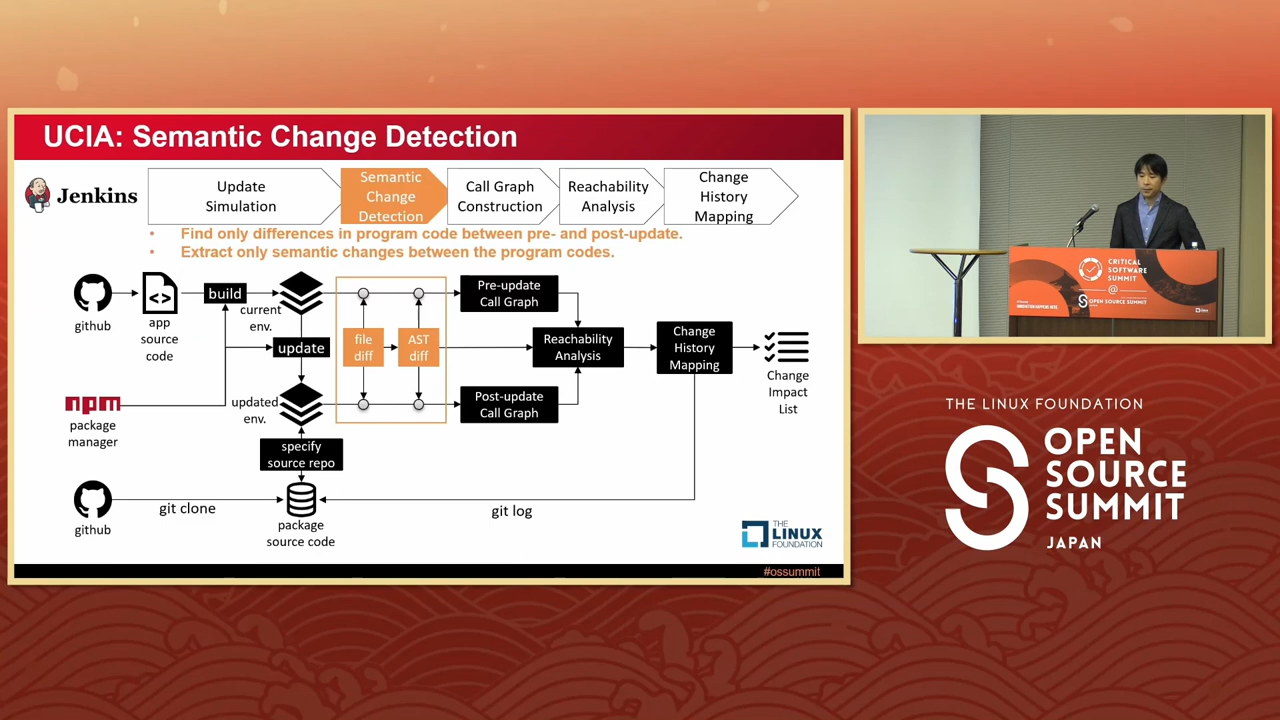 UCIA: Semantic Change Detection
Jenkins
Update
Simulation
Semantic
Change
Detection
Call Graph
Construction
Reachability
Analysis
Change
History
Mapping
• Find only differences in program code between pre- and post-update.
• Extract only semantic changes between the program codes.
github
app
source
code
build
current
env.
update
updated
env.
npm
package
manager
specify
source repo
github
git clone
package
source code
file
diff
AST
diff
Pre-update
Call Graph
Post-update
Call Graph
Reachability
Analysis
Change
History
Mapping
Change
Impact
List
git log
THE
LINUX
FOUNDATION
#ossummit
CRITICAL
SOFTWARE
SUMMIT
@
OPEN SOURCE SUMMIT
THE LINUX FOUNDATION
OPEN
SOURCE
SUMMIT
JAPAN